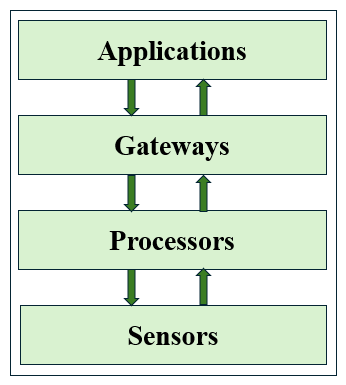 Applications
Gateways
Processors
Sensors